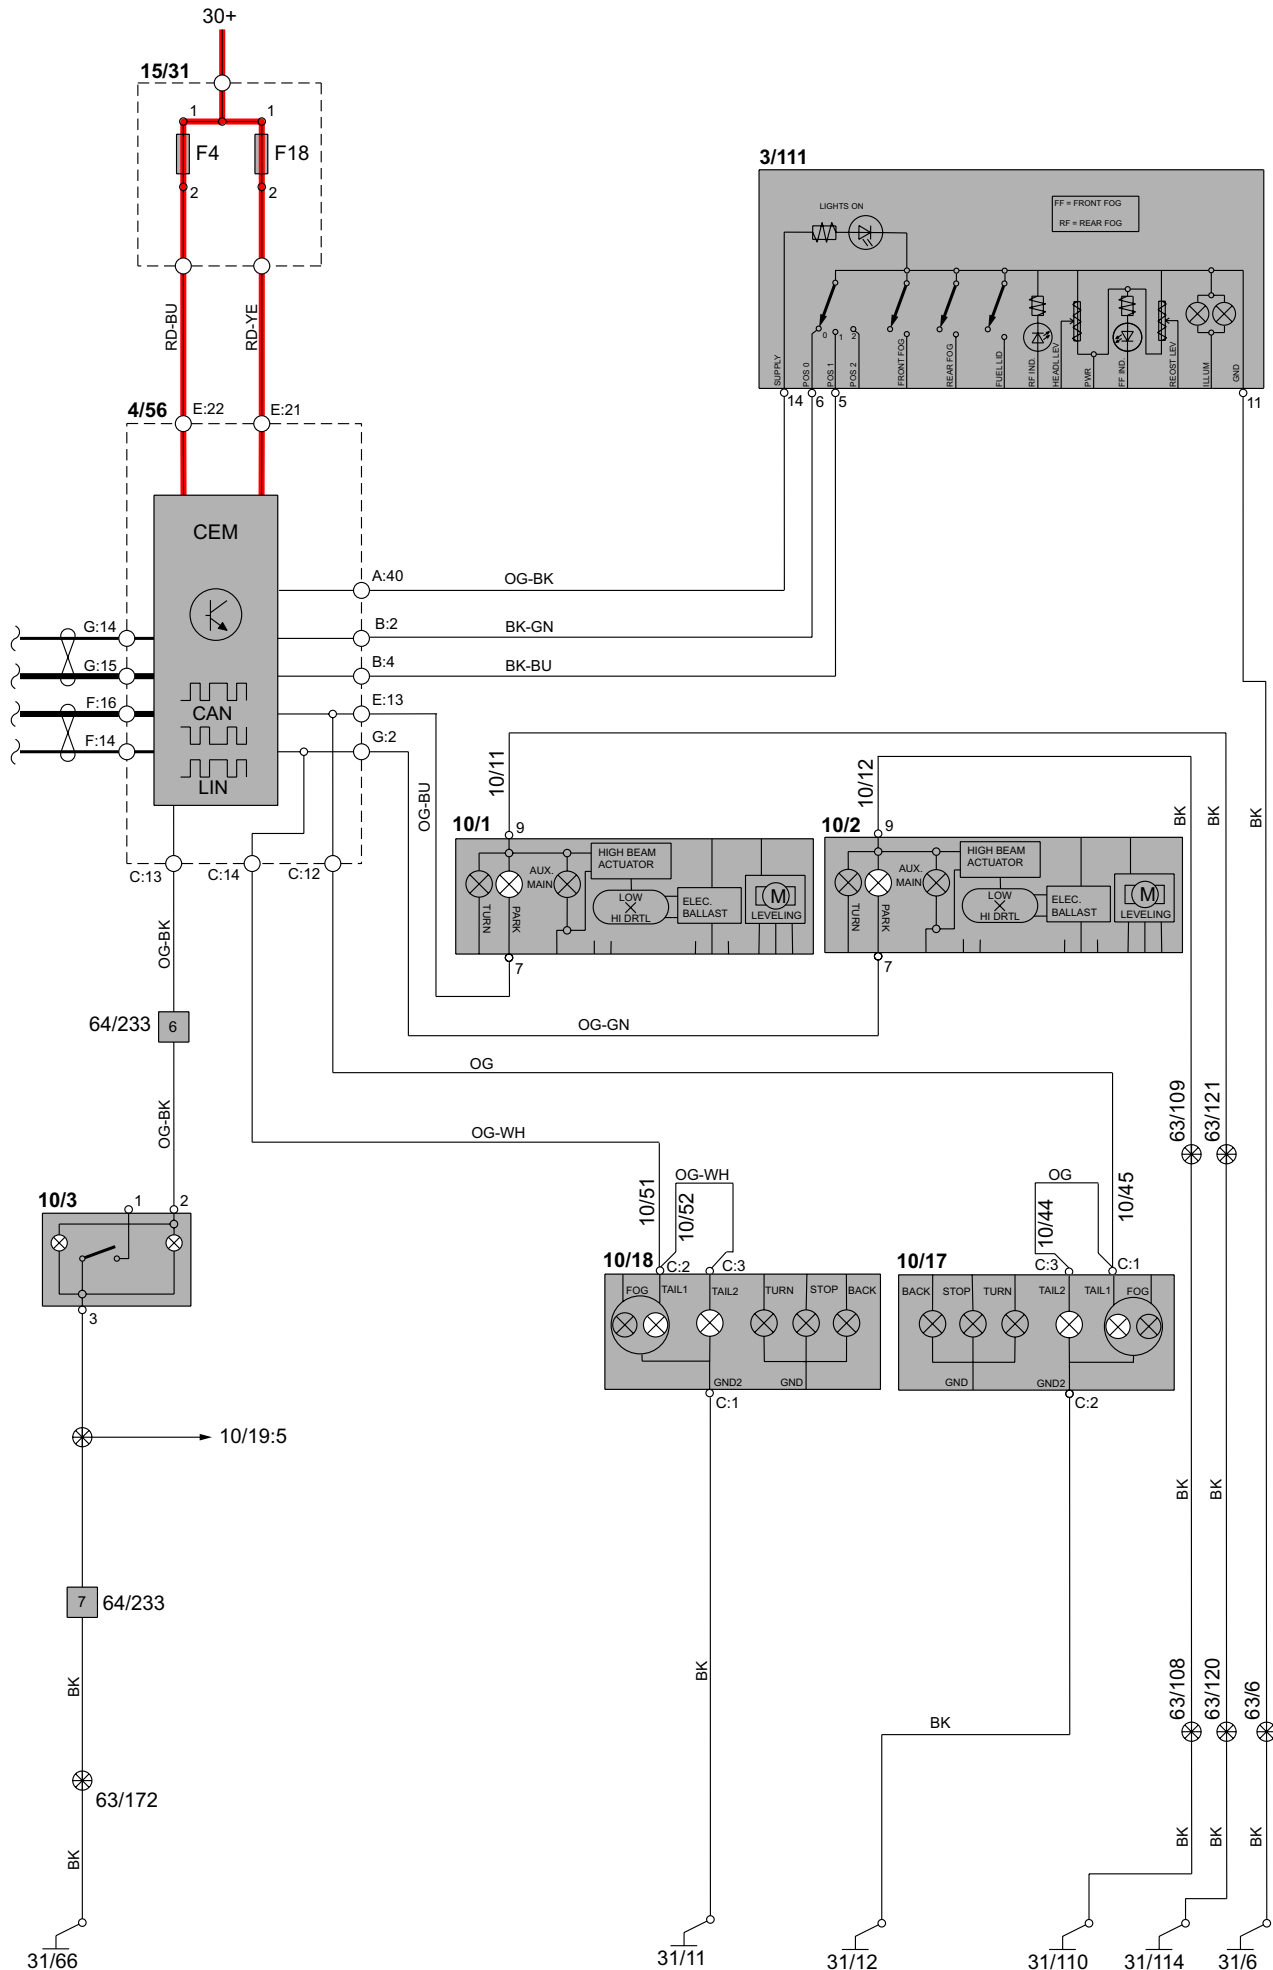 30+
15/31
1
1
F4
F18
2
2
RD-BU
RD-YE
4/56
E:22
E:21
CEM
CAN
LIN
G:14
G:15
F:16
F:14
A:40
B:2
B:4
E:13
G:2
OG-BK
BK-GN
BK-BU
C:13
C:14
C:12
3/111
LIGHTS ON
FF = FRONT FOG
RF = REAR FOG
0
1
2
SUPPLY
POS 0
POS 1
POS 2
FRONT FOG
REAR FOG
FUEL LID
RF IND.
HEADL LEV
PWR
FF IND.
REOST LEV
ILLUM
GND
14
6
5
11
OG-BU
10/11
10/1
9
HIGH BEAM
ACTUATOR
AUX.
MAIN
TURN
PARK
LOW
HI DRTL
ELEC.
BALLAST
M
LEVELING
7
10/12
10/2
9
HIGH BEAM
ACTUATOR
AUX.
MAIN
TURN
PARK
LOW
HI DRTL
ELEC.
BALLAST
M
LEVELING
7
BK
BK
BK
OG-BK
64/233
6
OG-GN
OG
OG-BK
OG-WH
63/109
63/121
10/3
1
2
3
10/51
10/52
OG-WH
10/18
C:2
C:3
FOG
TAIL1
TAIL2
TURN
STOP
BACK
GND2
GND
C:1
OG
10/44
10/45
10/17
C:3
C:1
BACK
STOP
TURN
TAIL2
TAIL1
FOG
GND
GND2
C:2
10/19:5
BK
BK
7
64/233
BK
BK
BK
63/108
63/120
63/6
63/172
BK
BK
BK
BK
31/66
31/11
31/12
31/110
31/114
31/6